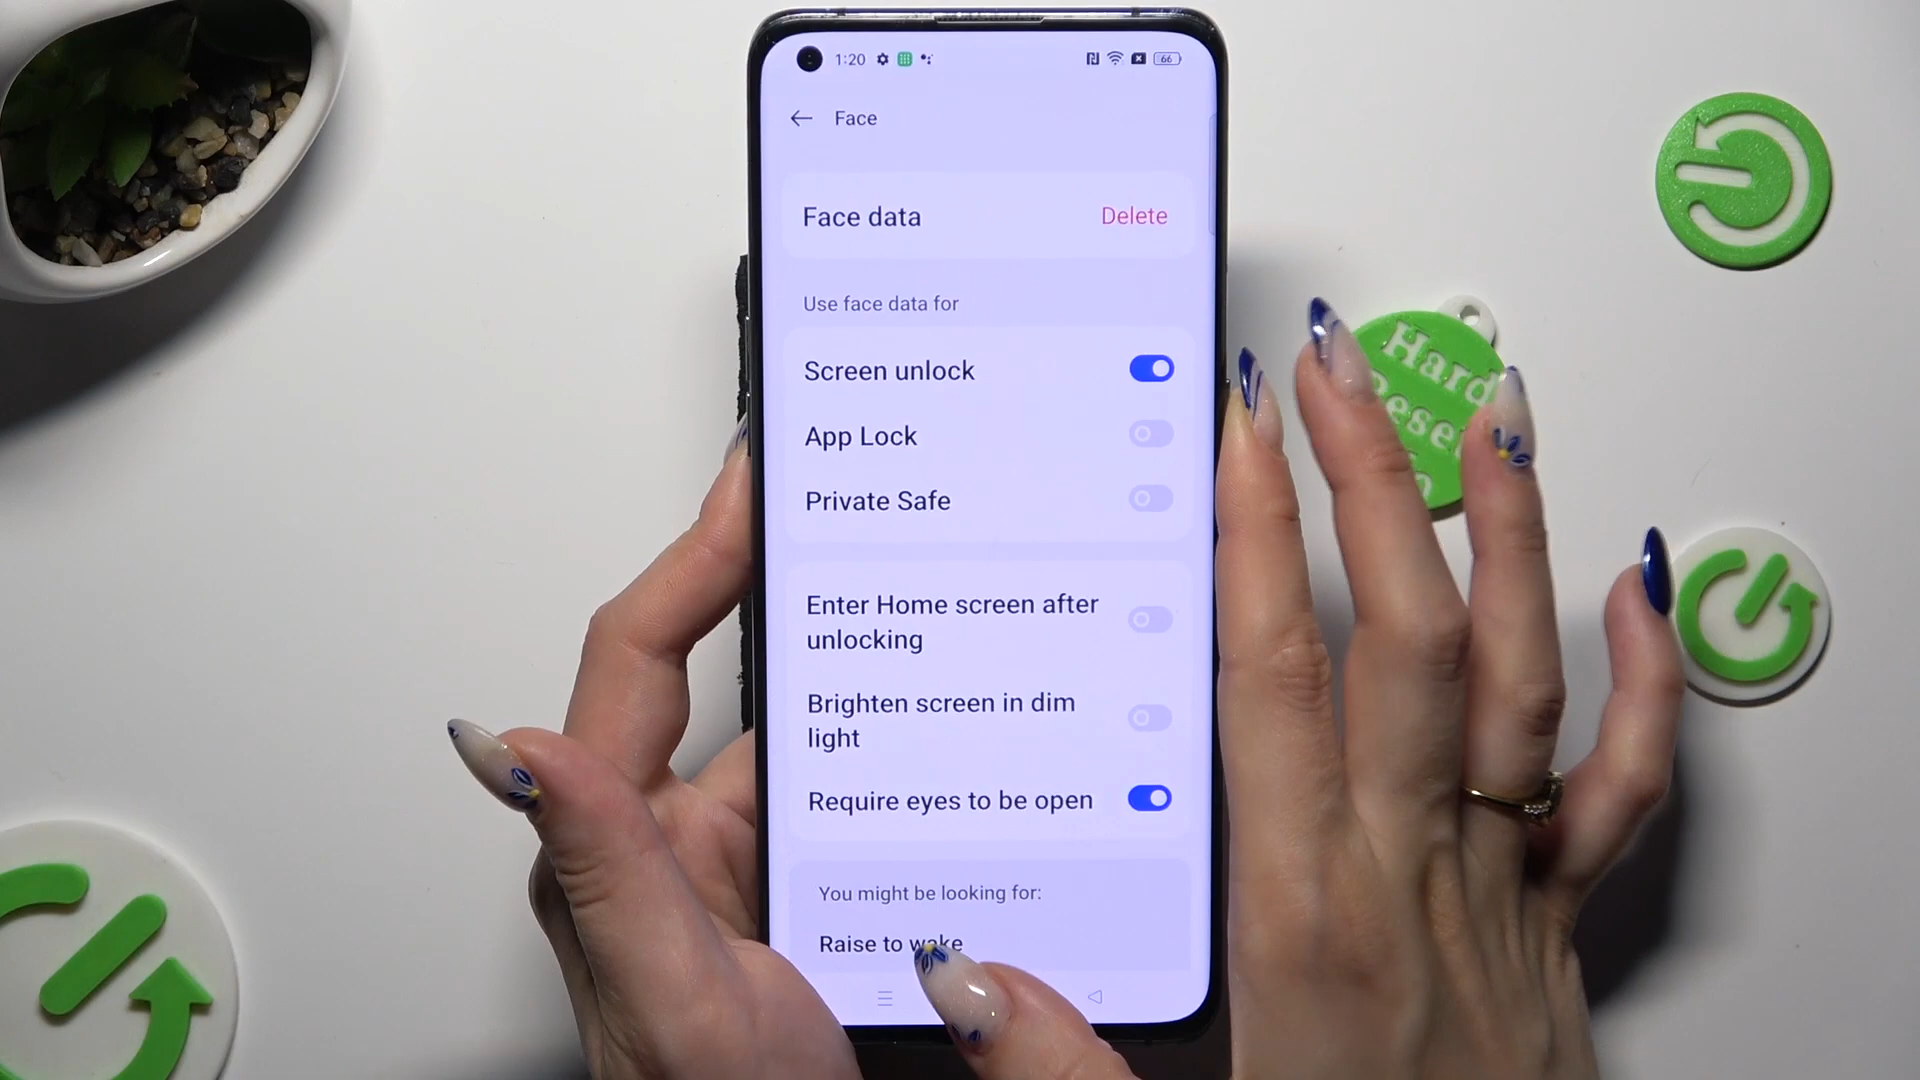 1:20
66
Face
Face data
Delete
Use face data for
Screen unlock
App Lock
Private Safe
Enter Home screen after
unlocking
Brighten screen in dim
light
Require eyes to be open
You might be looking for:
Raise to wake
Hard